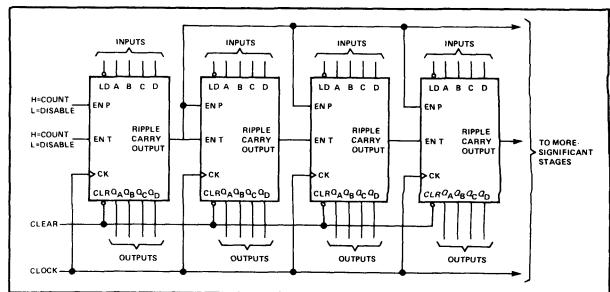 INPUTS INPUTS INPUTS INPUTS
LD A B C D LD A B C D LD A B C D LD A B C D
H=COUNT
L=DISABLE
EN P EN P EN P EN P
H=COUNT
L=DISABLE
EN T RIPPLE CARRY OUTPUT EN T RIPPLE CARRY OUTPUT EN T RIPPLE CARRY OUTPUT EN T RIPPLE CARRY OUTPUT
TO MORE-
SIGNIFICANT
STAGES
CK CK CK CK
CLR QA QB QC QD CLR QA QB QC QD CLR QA QB QC QD CLR QA QB QC QD
CLEAR
OUTPUTS OUTPUTS OUTPUTS OUTPUTS
CLOCK